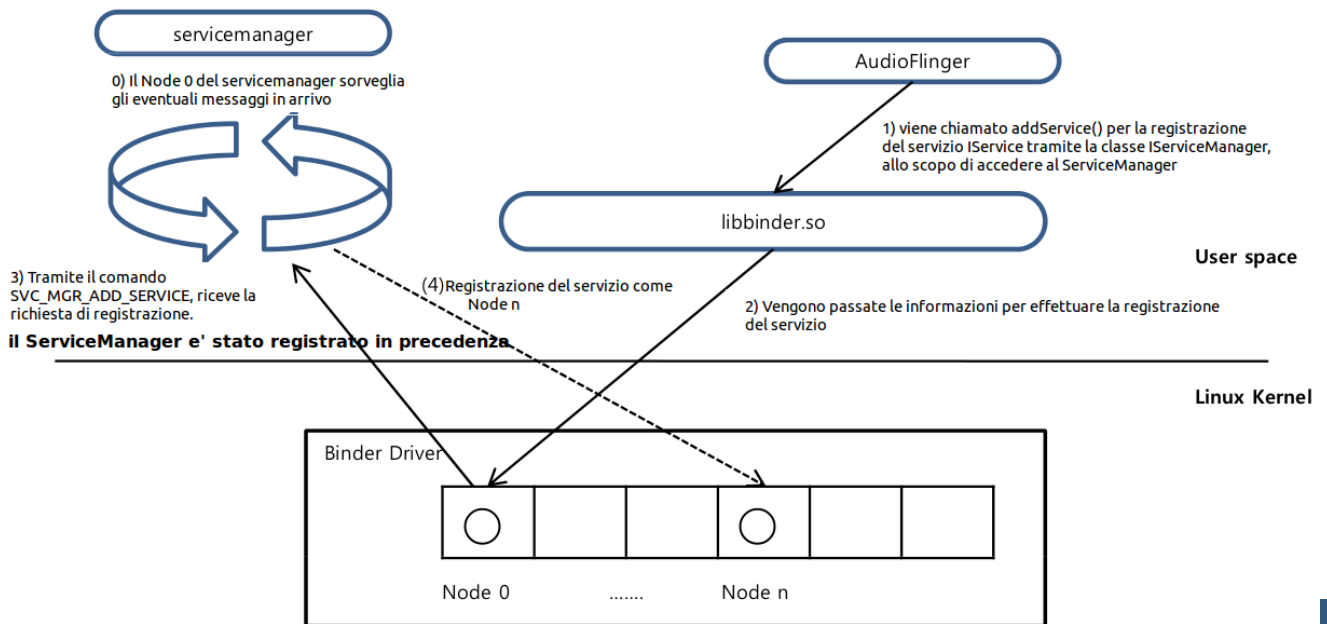 servicemanager
0) Il Node 0 del servicemanager sorveglia
gli eventuali messaggi in arrivo
AudioFlinger
1) viene chiamato addService() per la registrazione
del servizio IService tramite la classe IServiceManager,
allo scopo di accedere al ServiceManager
libbinder.so
User space
3) Tramite il comando
SVC_MGR_ADD_SERVICE, riceve la
richiesta di registrazione.
(4)Registrazione del servizio come
Node n
2) Vengono passate le informazioni per effettuare la registrazione
del servizio
il ServiceManager e' stato registrato in precedenza
Linux Kernel
Binder Driver
Node 0
.......
Node n